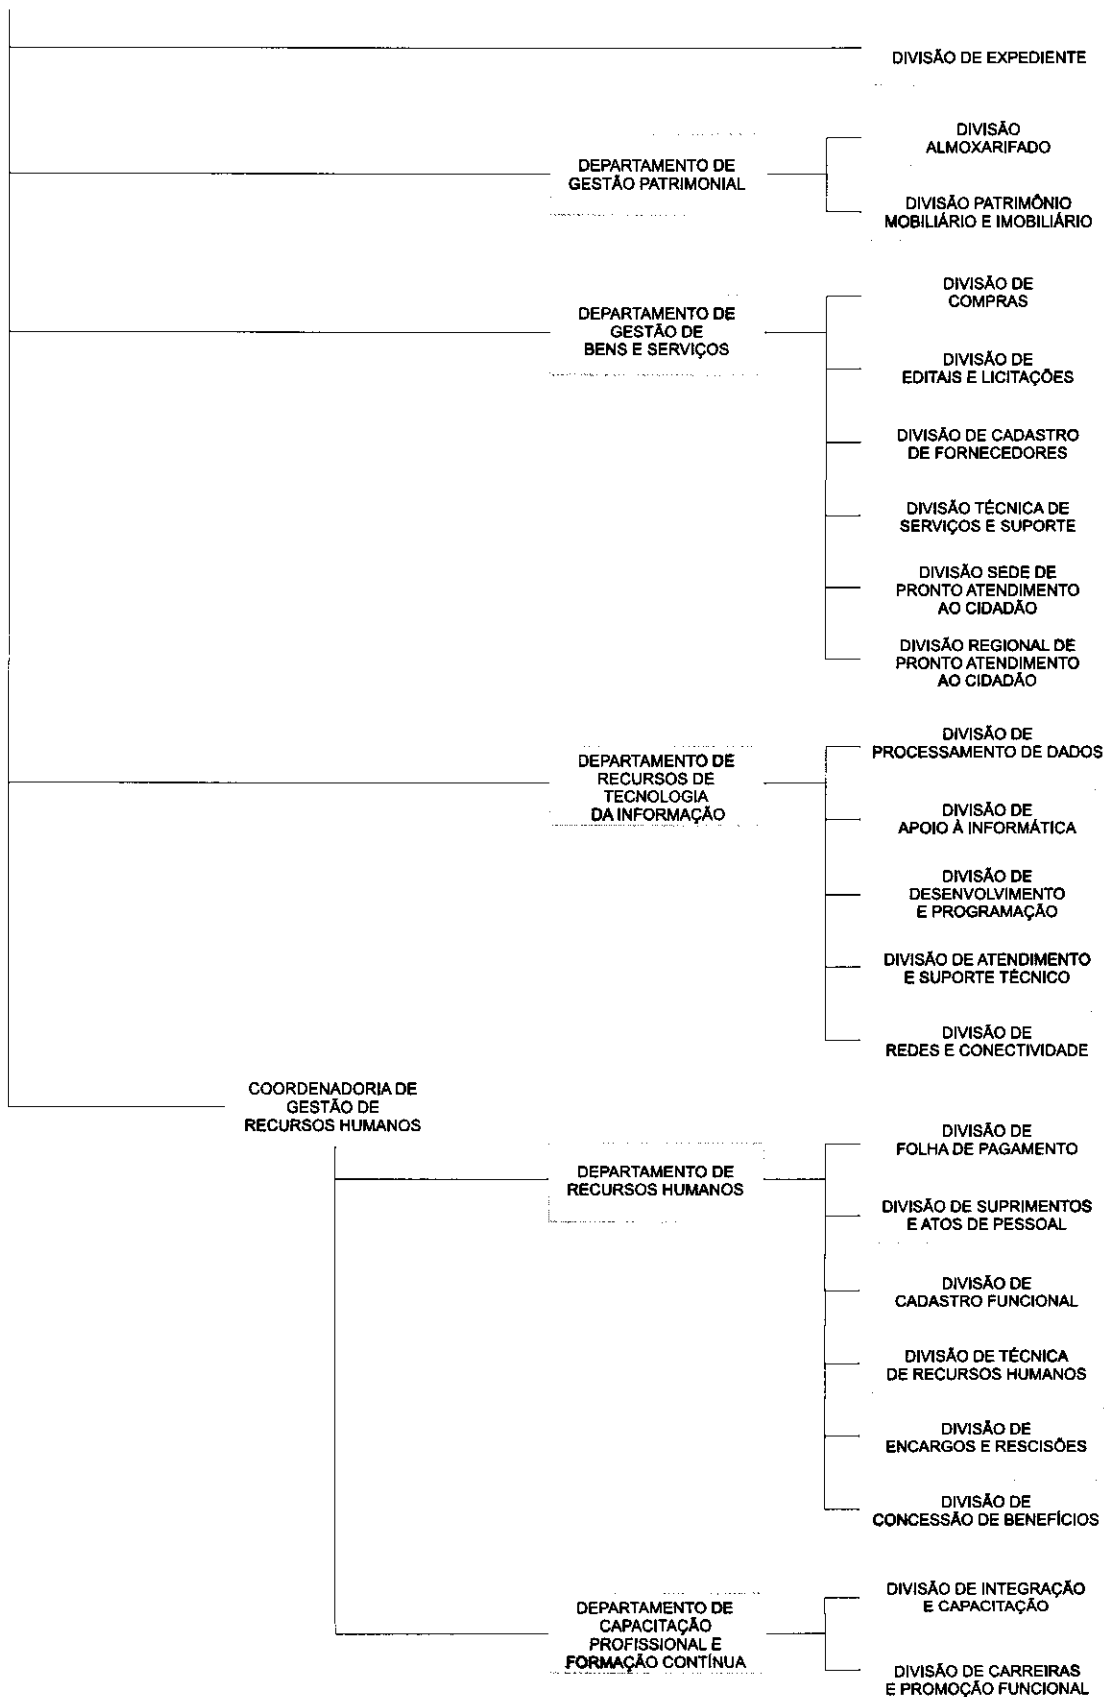 DIVISÃO DE EXPEDIENTE
DIVISÃO
ALMOXARIFADO
DEPARTAMENTO DE
GESTÃO PATRIMONIAL
DIVISÃO PATRIMÔNIO
MOBILIÁRIO E IMOBILIÁRIO
DIVISÃO DE
COMPRAS
DEPARTAMENTO DE
GESTÃO DE
BENS E SERVIÇOS
DIVISÃO DE
EDITAIS E LICITAÇÕES
DIVISÃO DE CADASTRO
DE FORNECEDORES
DIVISÃO TÉCNICA DE
SERVIÇOS E SUPORTE
DIVISÃO SEDE DE
PRONTO ATENDIMENTO
AO CIDADÃO
DIVISÃO REGIONAL DE
PRONTO ATENDIMENTO
AO CIDADÃO
DIVISÃO DE
PROCESSAMENTO DE DADOS
DEPARTAMENTO DE
RECURSOS DE
TECNOLOGIA
DA INFORMAÇÃO
DIVISÃO DE
APOIO À INFORMÁTICA
DIVISÃO DE
DESENVOLVIMENTO
E PROGRAMAÇÃO
DIVISÃO DE ATENDIMENTO
E SUPORTE TÉCNICO
DIVISÃO DE
REDES E CONECTIVIDADE
COORDENADORIA DE
GESTÃO DE
RECURSOS HUMANOS
DIVISÃO DE
FOLHA DE PAGAMENTO
DEPARTAMENTO DE
RECURSOS HUMANOS
DIVISÃO DE SUPRIMENTOS
E ATOS DE PESSOAL
DIVISÃO DE
CADASTRO FUNCIONAL
DIVISÃO DE TÉCNICA
DE RECURSOS HUMANOS
DIVISÃO DE
ENCARGOS E RESCISÕES
DIVISÃO DE
CONCESSÃO DE BENEFÍCIOS
DIVISÃO DE INTEGRAÇÃO
E CAPACITAÇÃO
DEPARTAMENTO DE
CAPACITAÇÃO
PROFISSIONAL E
FORMAÇÃO CONTÍNUA
DIVISÃO DE CARREIRAS
E PROMOÇÃO FUNCIONAL